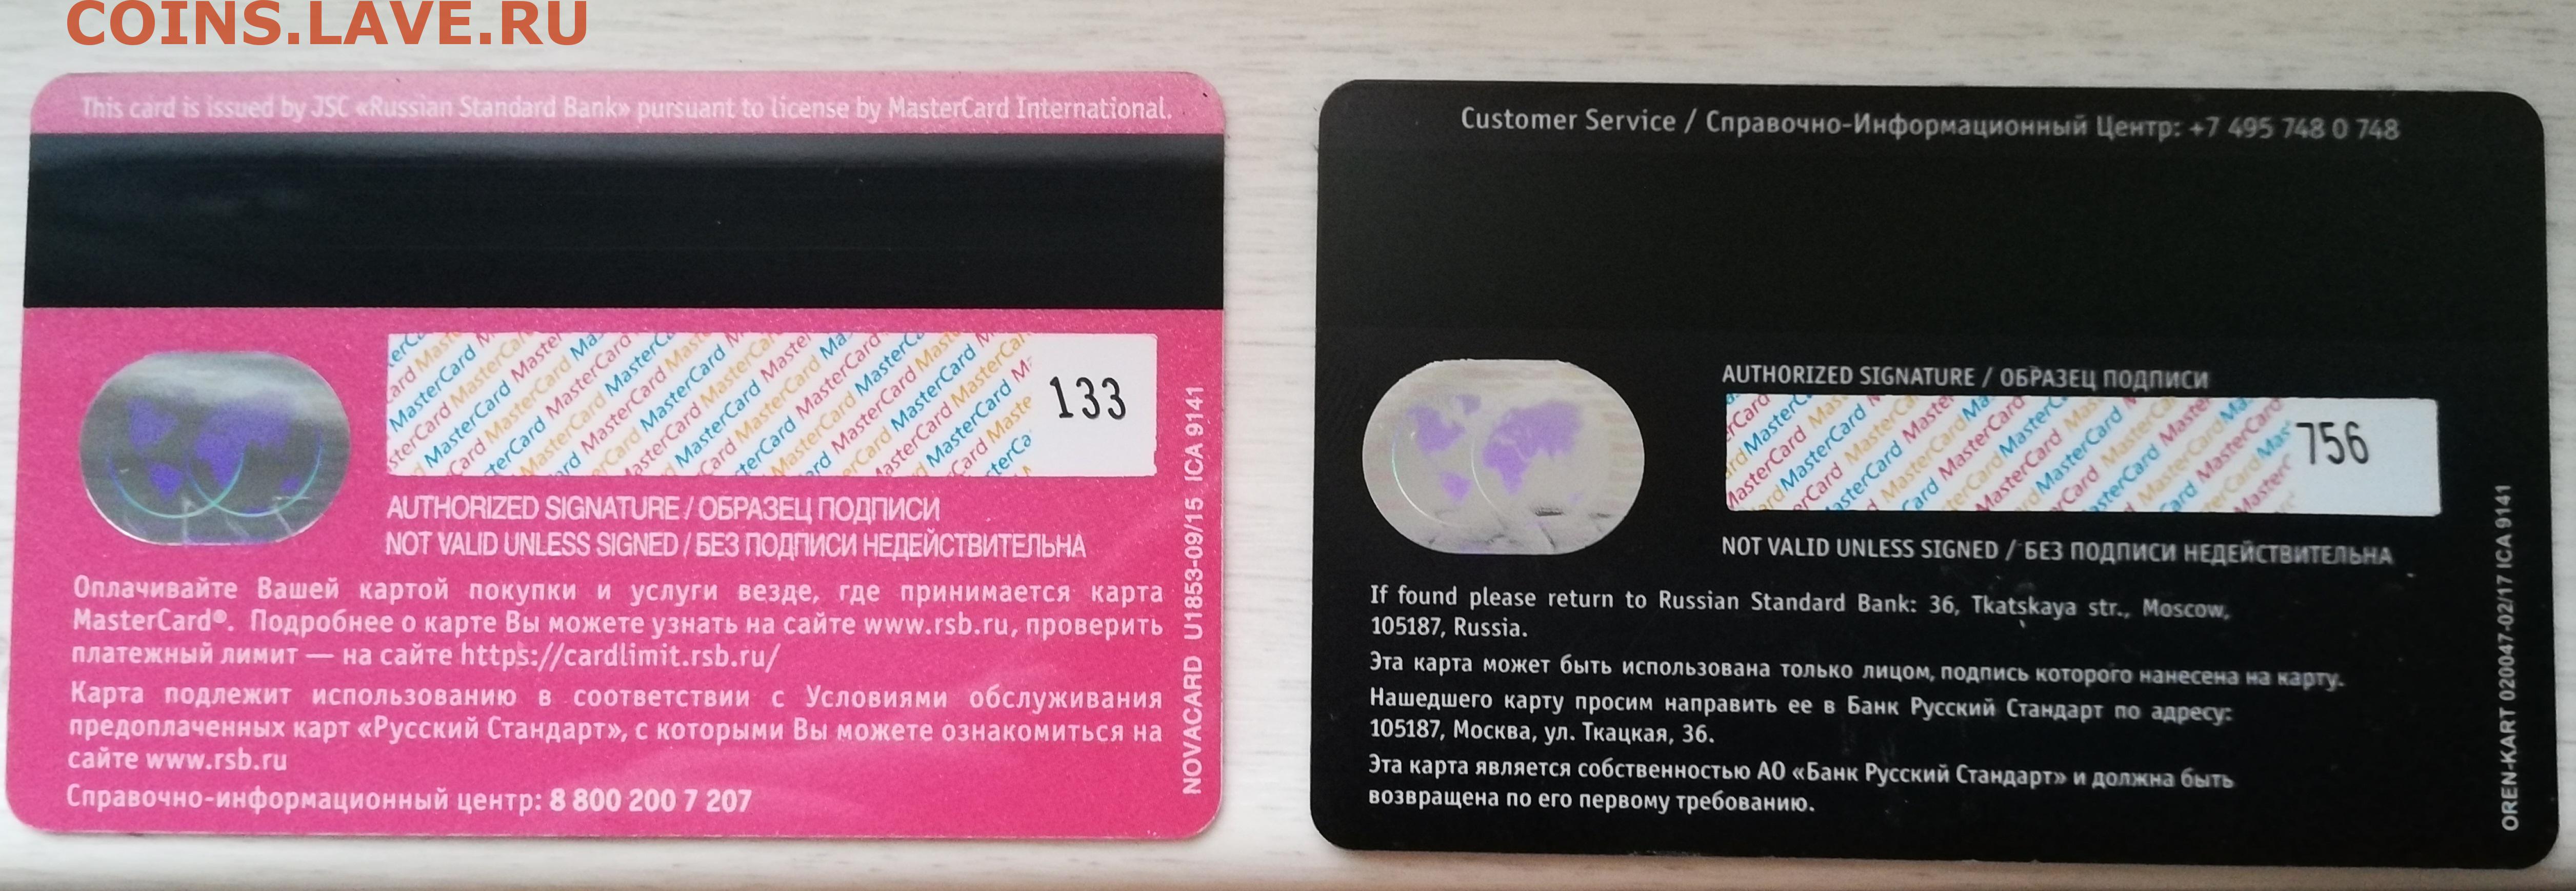 COINS.LAVE.RU
This card is issued by JSC «Russian Standard Bank» pursuant to license by MasterCard International.
133
AUTHORIZED SIGNATURE / ОБРАЗЕЦ ПОДПИСИ
NOT VALID UNLESS SIGNED / БЕЗ ПОДПИСИ НЕДЕЙСТВИТЕЛЬНА
Оплачивайте Вашей картой покупки и услуги везде, где принимается карта
MasterCard®. Подробнее о карте Вы можете узнать на сайте www.rsb.ru, проверить
платежный лимит — на сайте https://cardlimit.rsb.ru/
Карта подлежит использованию в соответствии с Условиями обслуживания
предоплаченных карт «Русский Стандарт», с которыми Вы можете ознакомиться на
сайте www.rsb.ru
Справочно-информационный центр: 8 800 200 7 207
NOVACARD U1853-09/15 ICA 9141
Customer Service / Справочно-Информационный Центр: +7 495 748 0 748
AUTHORIZED SIGNATURE / ОБРАЗЕЦ ПОДПИСИ
756
NOT VALID UNLESS SIGNED / БЕЗ ПОДПИСИ НЕДЕЙСТВИТЕЛЬНА
If found please return to Russian Standard Bank: 36, Tkatskaya str., Moscow,
105187, Russia.
Эта карта может быть использована только лицом, подпись которого нанесена на карту.
Нашедшего карту просим направить ее в Банк Русский Стандарт по адресу:
105187, Москва, ул. Ткацкая, 36.
Эта карта является собственностью АО «Банк Русский Стандарт» и должна быть
возвращена по его первому требованию.
OREN-KART 020047-02/17 ICA 9141